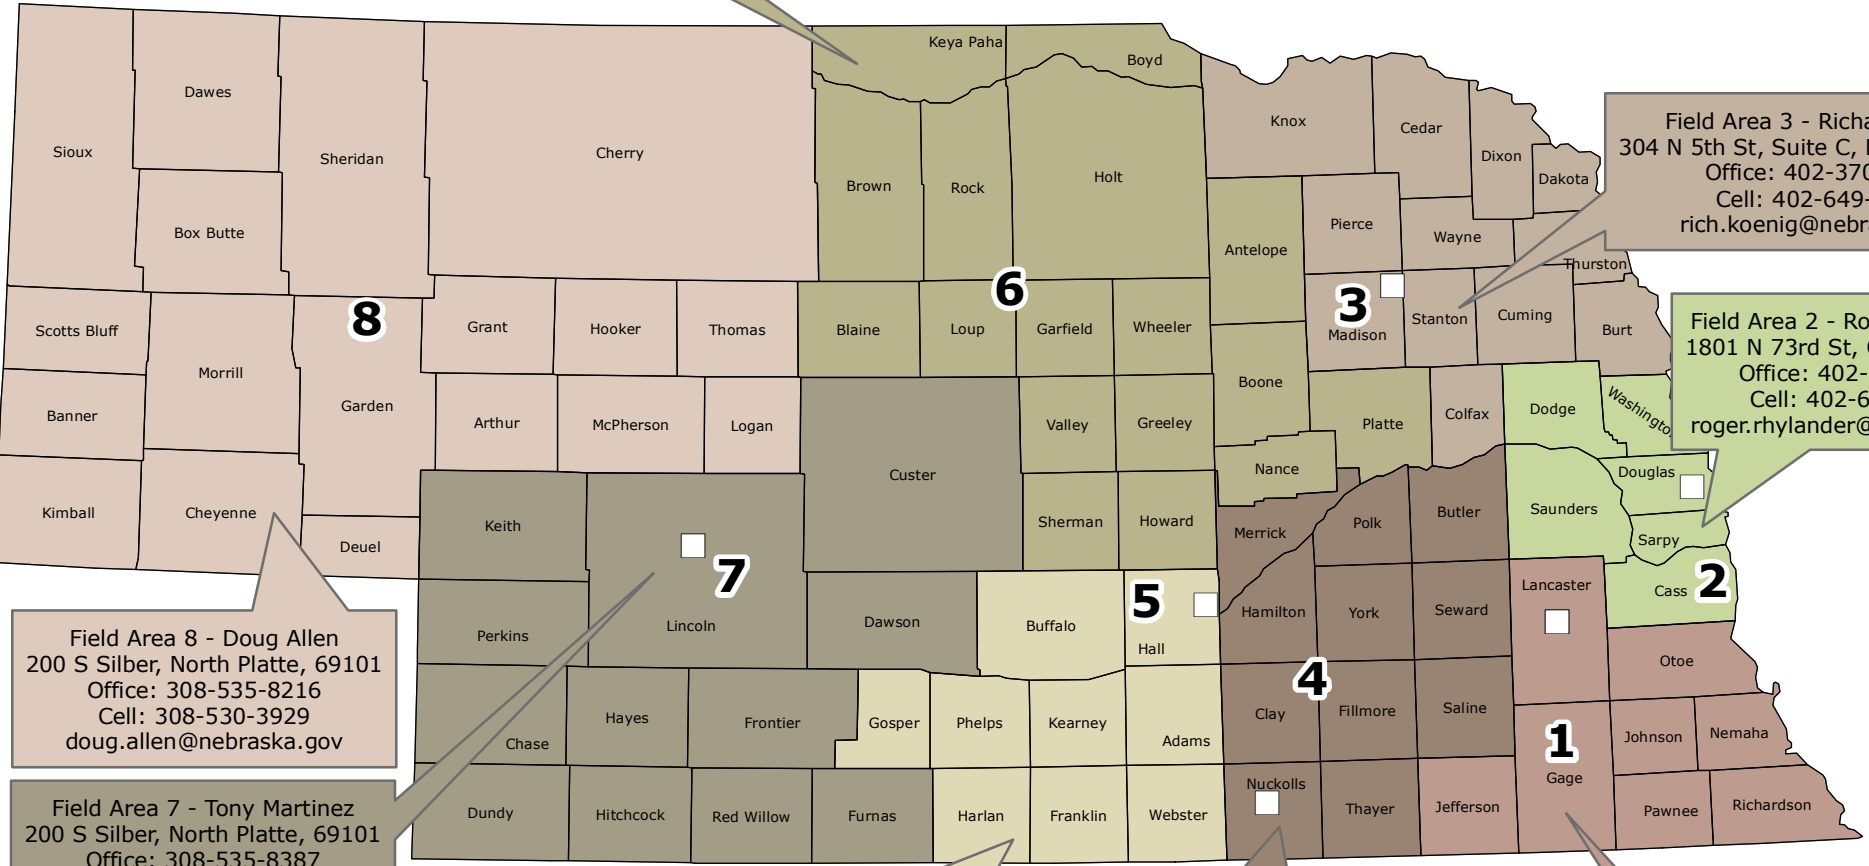 Keya Paha
Boyd
Dawes
Sioux
Sheridan
Cherry
Box Butte
Brown
Rock
Holt
Knox
Cedar
Dixon
Dakota
Antelope
Pierce
Wayne
Thurston
Field Area 3 - Richa
304 N 5th St, Suite C,
Office: 402-370
Cell: 402-649-
rich.koenig@nebr
8
6
3
Scotts Bluff
Morrill
Grant
Hooker
Thomas
Blaine
Loup
Garfield
Wheeler
Madison
Stanton
Cuming
Burt
Banner
Garden
Arthur
McPherson
Logan
Custer
Valley
Greeley
Boone
Platte
Colfax
Dodge
Washingto
Field Area 2 - Ro
1801 N 73rd St,
Office: 402-
Cell: 402-6
roger.rhylander@
Nance
Douglas
Kimball
Cheyenne
Deuel
Keith
Sherman
Howard
Merrick
Polk
Butler
Saunders
Sarpy
7
5
2
Perkins
Lincoln
Dawson
Buffalo
Hall
Hamilton
York
Seward
Lancaster
Cass
Field Area 8 - Doug Allen
200 S Silber, North Platte, 69101
Office: 308-535-8216
Cell: 308-530-3929
doug.allen@nebraska.gov
4
Otoe
Chase
Hayes
Frontier
Gosper
Phelps
Kearney
Adams
Clay
Fillmore
Saline
1
Gage
Johnson
Nemaha
Dundy
Hitchcock
Red Willow
Furnas
Harlan
Franklin
Webster
Nuckolls
Thayer
Jefferson
Pawnee
Richardson
Field Area 7 - Tony Martinez
200 S Silber, North Platte, 69101
Office: 308-535-8387